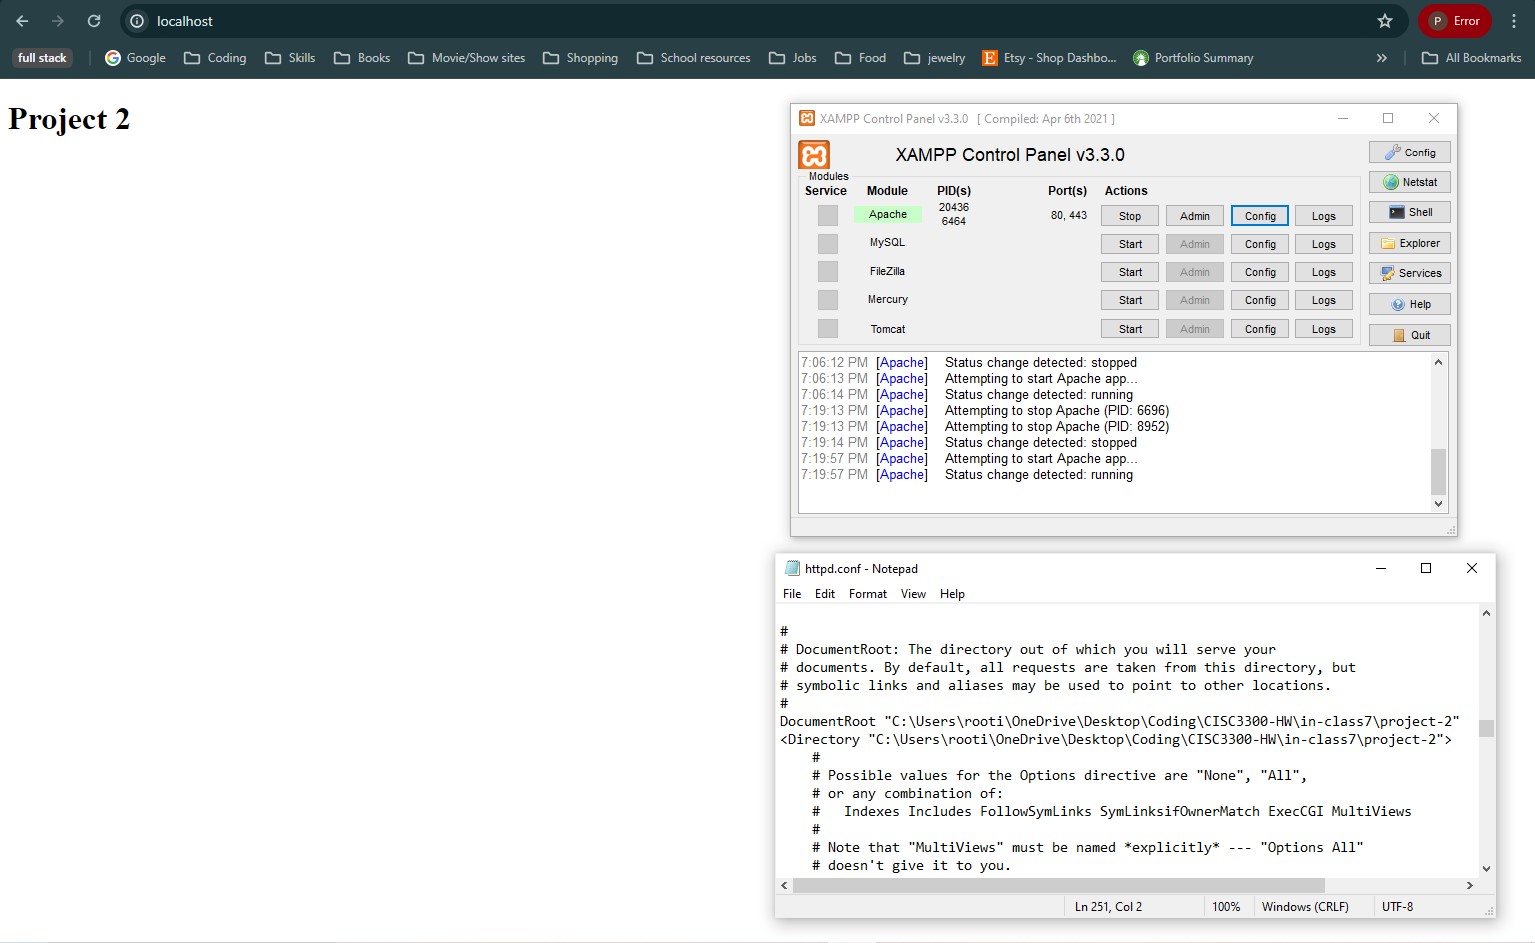 localhost
P Error
full stack
Google
Coding
Skills
Books
Movie/Show sites
Shopping
School resources
Jobs
Food
jewelry
Etsy - Shop Dashbo...
Portfolio Summary
»
All Bookmarks
Project 2
XAMPP Control Panel v3.3.0 [ Compiled: Apr 6th 2021 ]
XAMPP Control Panel v3.3.0
Modules
Service Module PID(s) Port(s) Actions
Apache 20436 6464 80, 443 Stop Admin Config Logs
MySQL Start Admin Config Logs
FileZilla Start Admin Config Logs
Mercury Start Admin Config Logs
Tomcat Start Admin Config Logs
Config
Netstat
Shell
Explorer
Services
Help
Quit
7:06:12 PM [Apache] Status change detected: stopped
7:06:13 PM [Apache] Attempting to start Apache app...
7:06:14 PM [Apache] Status change detected: running
7:19:13 PM [Apache] Attempting to stop Apache (PID: 6696)
7:19:13 PM [Apache] Attempting to stop Apache (PID: 8952)
7:19:14 PM [Apache] Status change detected: stopped
7:19:57 PM [Apache] Attempting to start Apache app...
7:19:57 PM [Apache] Status change detected: running
httpd.conf - Notepad
File Edit Format View Help
#
# DocumentRoot: The directory out of which you will serve your
# documents. By default, all requests are taken from this directory, but
# symbolic links and aliases may be used to point to other locations.
#
DocumentRoot "C:\Users\rooti\OneDrive\Desktop\Coding\CISC3300-HW\in-class7\project-2"
<Directory "C:\Users\rooti\OneDrive\Desktop\Coding\CISC3300-HW\in-class7\project-2">
#
# Possible values for the Options directive are "None", "All",
# or any combination of:
# Indexes Includes FollowSymLinks SymLinksifOwnerMatch ExecCGI MultiViews
#
# Note that "MultiViews" must be named *explicitly* --- "Options All"
# doesn't give it to you.
Ln 251, Col 2 100% Windows (CRLF) UTF-8